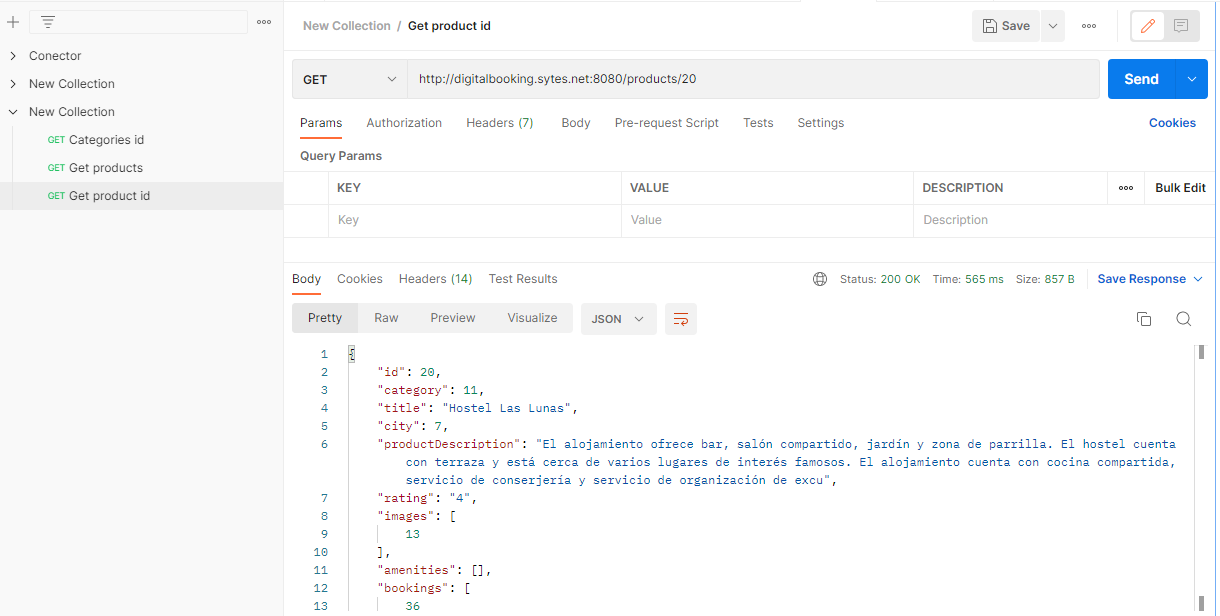 New Collection / Get product id
Save
Conector
New Collection
New Collection
GET Categories id
GET Get products
GET Get product id
GET http://digitalbooking.sytes.net:8080/products/20
Send
Params Authorization Headers (7) Body Pre-request Script Tests Settings Cookies
Query Params
KEY VALUE DESCRIPTION Bulk Edit
Key Value Description
Body Cookies Headers (14) Test Results Status: 200 OK Time: 565 ms Size: 857 B Save Response
Pretty Raw Preview Visualize JSON
1 {
2 "id": 20,
3 "category": 11,
4 "title": "Hostel Las Lunas",
5 "city": 7,
6 "productDescription": "El alojamiento ofrece bar, salón compartido, jardín y zona de parrilla. El hostel cuenta
con terraza y está cerca de varios lugares de interés famosos. El alojamiento cuenta con cocina compartida,
servicio de conserjería y servicio de organización de excu",
7 "rating": "4",
8 "images": [
9 13
10 ],
11 "amenities": [],
12 "bookings": [
13 36